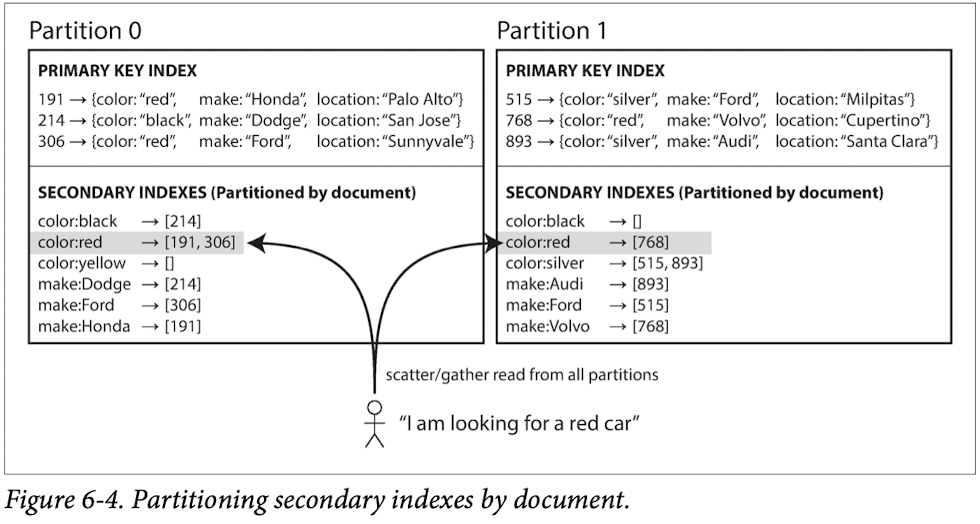 Partition 0
PRIMARY KEY INDEX
191 → {color: “red”, make: “Honda”, location: “Palo Alto”}
214 → {color: “black”, make: “Dodge”, location: “San Jose”}
306 → {color: “red”, make: “Ford”, location: “Sunnyvale”}
SECONDARY INDEXES (Partitioned by document)
color:black → [214]
color:red → [191, 306]
color:yellow → []
make:Dodge → [214]
make:Ford → [306]
make:Honda → [191]
Partition 1
PRIMARY KEY INDEX
515 → {color: “silver”, make: “Ford”, location: “Milpitas”}
768 → {color: “red”, make: “Volvo”, location: “Cupertino”}
893 → {color: “silver”, make: “Audi”, location: “Santa Clara”}
SECONDARY INDEXES (Partitioned by document)
color:black → []
color:red → [768]
color:silver → [515, 893]
make:Audi → [893]
make:Ford → [515]
make:Volvo → [768]
scatter/gather read from all partitions
“I am looking for a red car”
Figure 6-4. Partitioning secondary indexes by document.